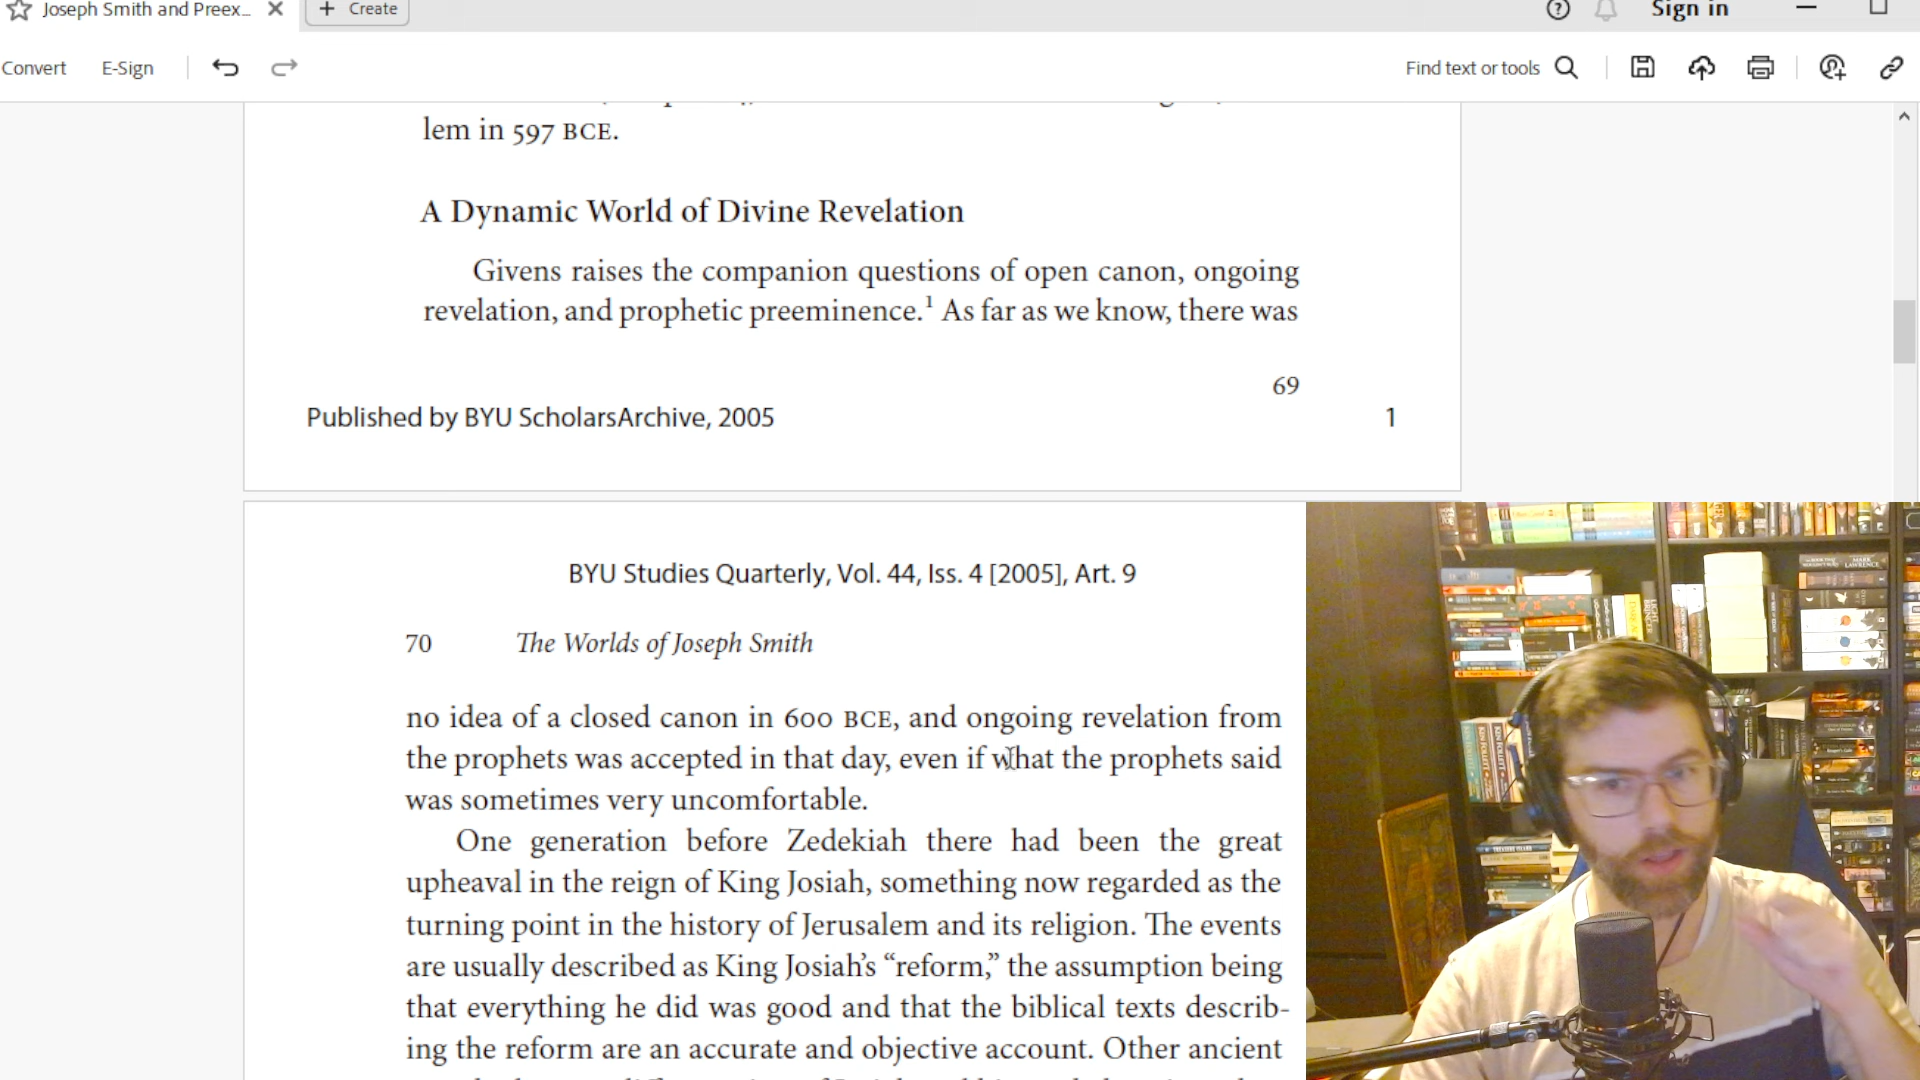 Joseph Smith and Preex...
Create
Sign in
Convert
E-Sign
Find text or tools
lem in 597 BCE.
A Dynamic World of Divine Revelation
Givens raises the companion questions of open canon, ongoing
revelation, and prophetic preeminence.1 As far as we know, there was
69
Published by BYU ScholarsArchive, 2005
1
BYU Studies Quarterly, Vol. 44, Iss. 4 [2005], Art. 9
70 The Worlds of Joseph Smith
no idea of a closed canon in 600 BCE, and ongoing revelation from
the prophets was accepted in that day, even if what the prophets said
was sometimes very uncomfortable.
One generation before Zedekiah there had been the great
upheaval in the reign of King Josiah, something now regarded as the
turning point in the history of Jerusalem and its religion. The events
are usually described as King Josiah's “reform,” the assumption being
that everything he did was good and that the biblical texts describ-
ing the reform are an accurate and objective account. Other ancient
MARK
LAWRENCE